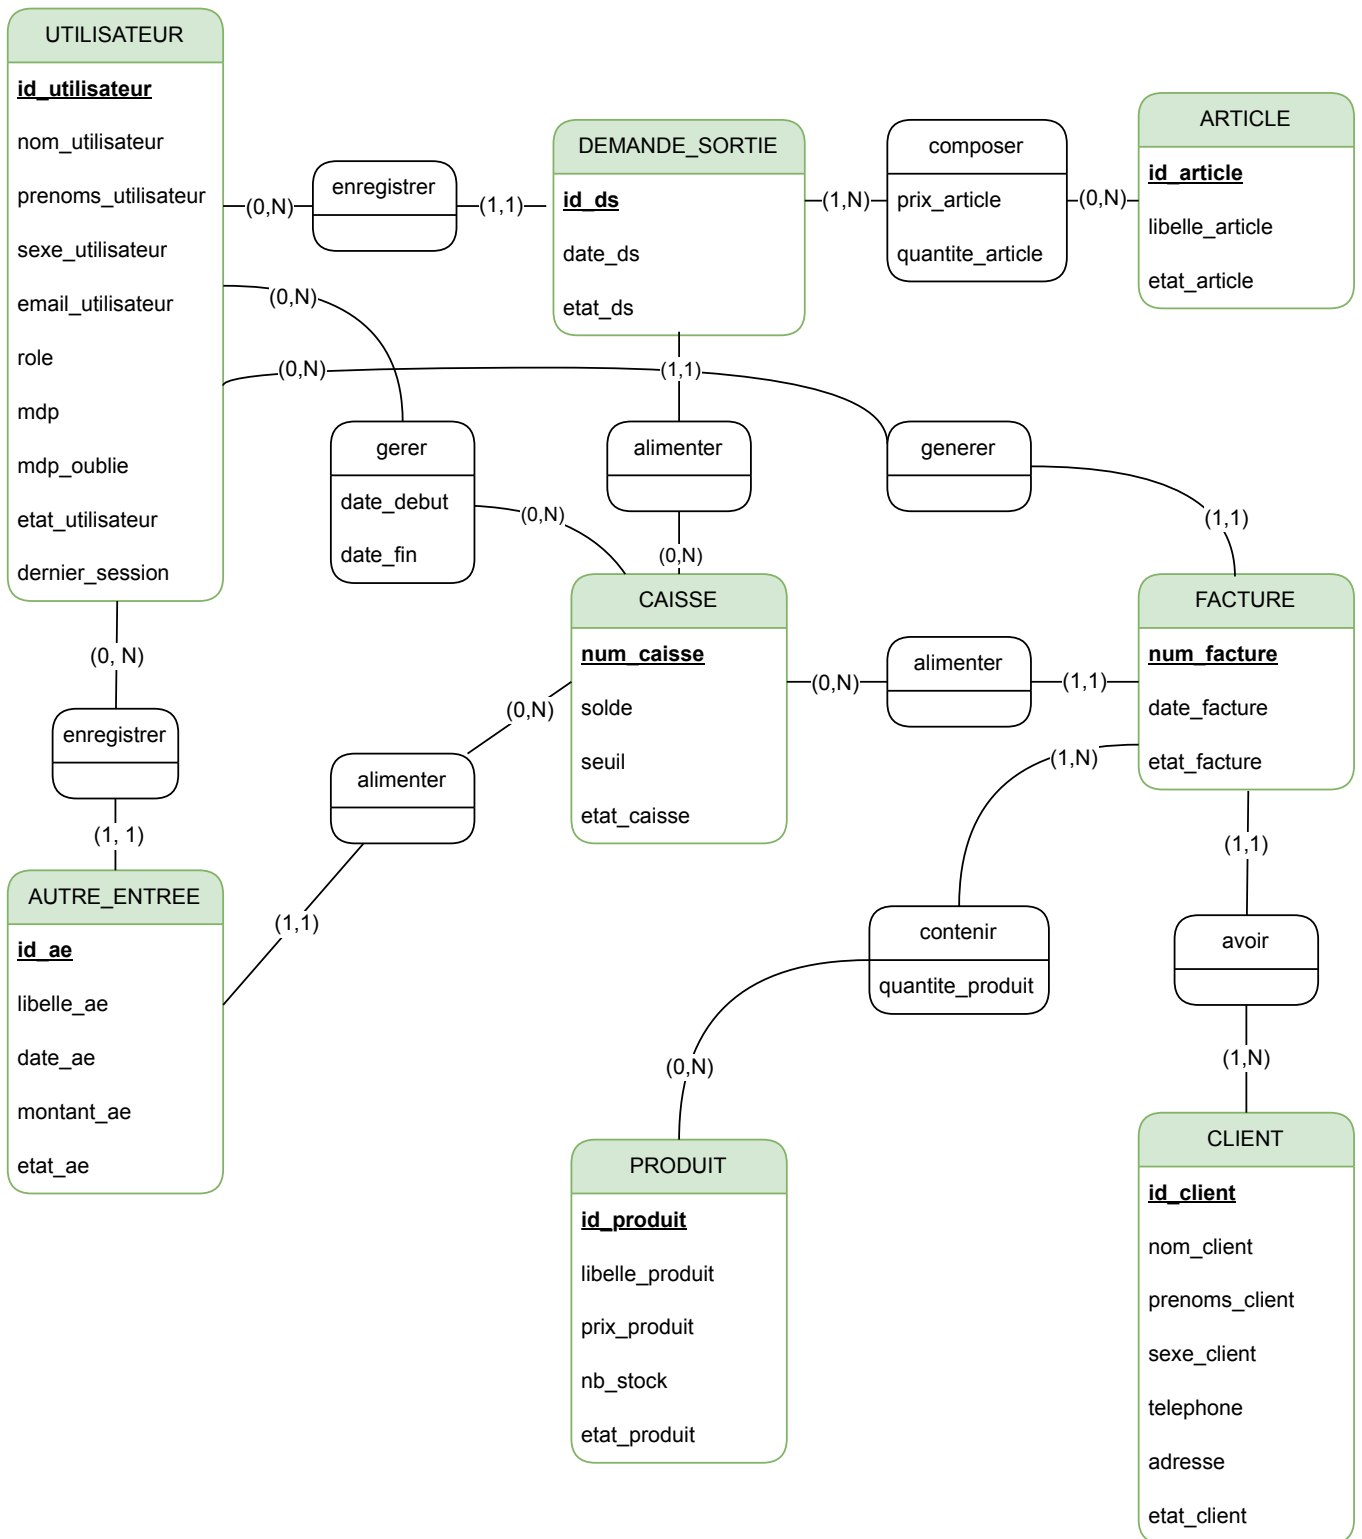 UTILISATEUR
id_utilisateur
nom_utilisateur
prenoms_utilisateur
sexe_utilisateur
email_utilisateur
role
mdp
mdp_oublie
etat_utilisateur
dernier_session
(0,N)
enregistrer
(1,1)
DEMANDE_SORTIE
id_ds
date_ds
etat_ds
(1,N)
composer
prix_article
quantite_article
(0,N)
ARTICLE
id_article
libelle_article
etat_article
(0,N)
gerer
date_debut
date_fin
(0,N)
(0,N)
generer
(1,1)
(1,1)
alimenter
(0,N)
CAISSE
num_caisse
solde
seuil
etat_caisse
(0,N)
alimenter
(1,1)
FACTURE
num_facture
date_facture
etat_facture
(0, N)
enregistrer
(1, 1)
(0,N)
alimenter
(1,1)
AUTRE_ENTREE
id_ae
libelle_ae
date_ae
montant_ae
etat_ae
(1,N)
contenir
quantite_produit
(0,N)
(1,1)
avoir
(1,N)
PRODUIT
id_produit
libelle_produit
prix_produit
nb_stock
etat_produit
CLIENT
id_client
nom_client
prenoms_client
sexe_client
telephone
adresse
etat_client